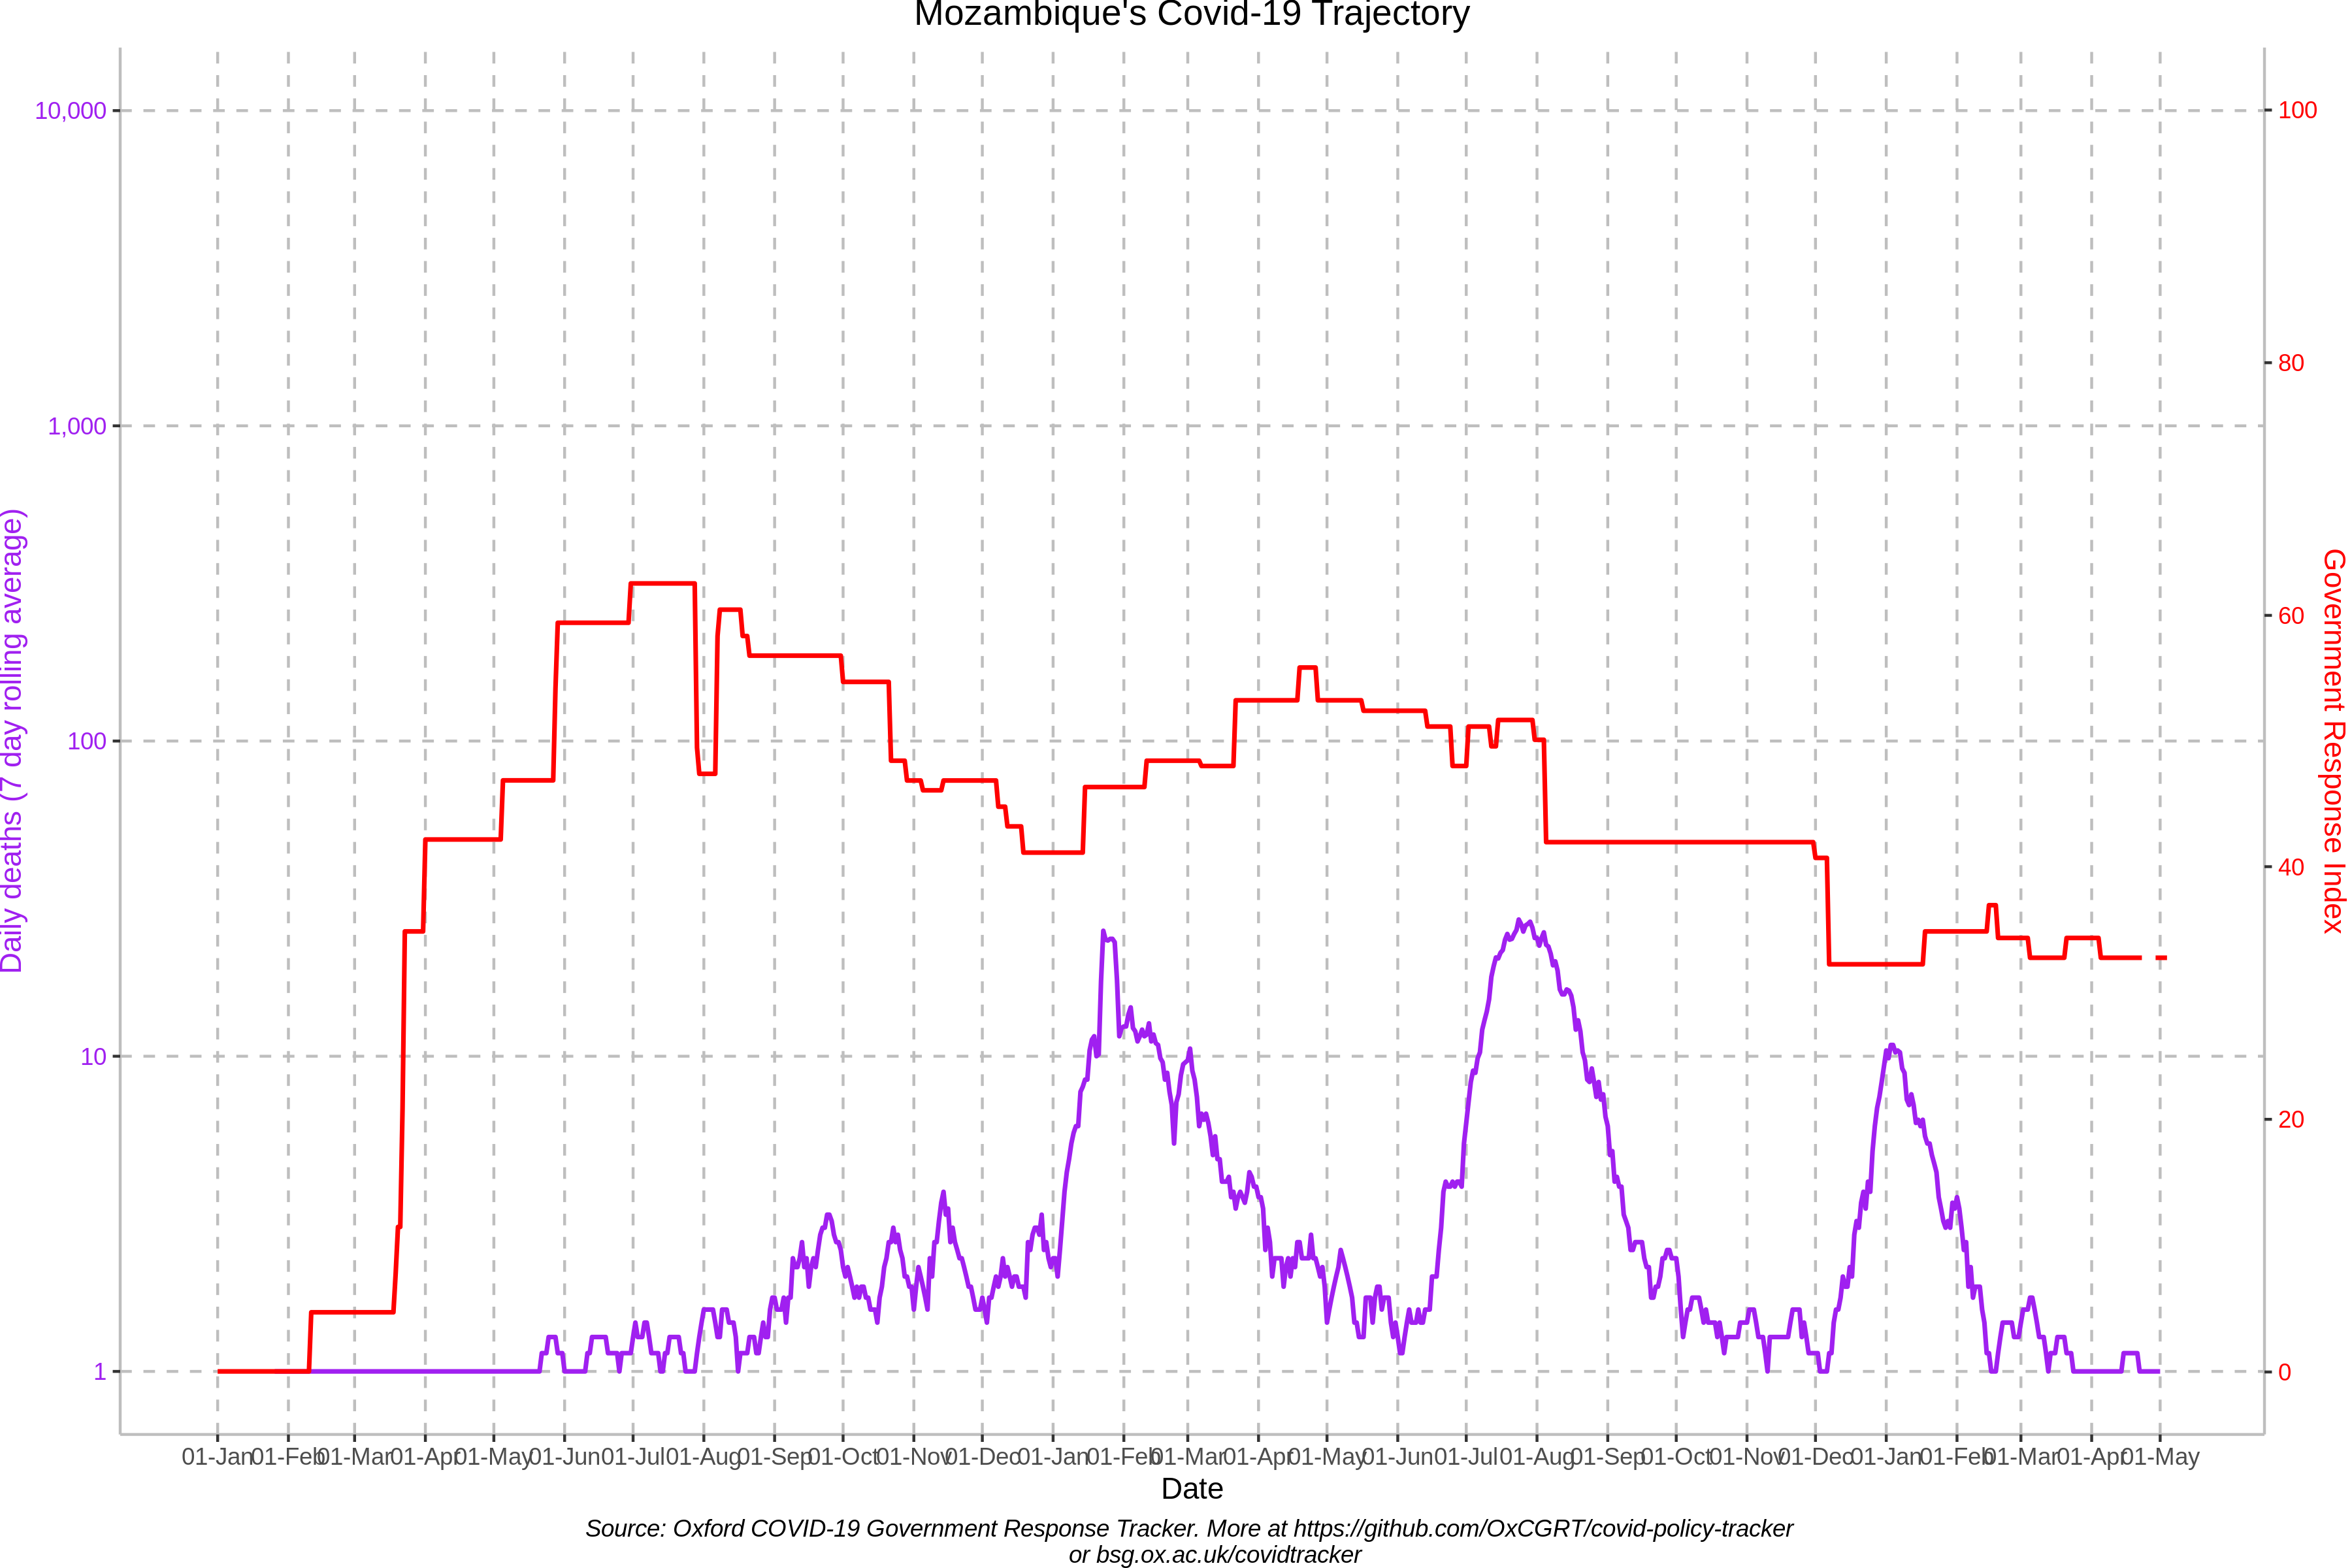 Mozambique's Covid-19 Trajectory
10,000
1,000
100
10
1
Daily deaths (7 day rolling average)
100
80
60
40
20
0
Government Response Index
01-Jan 01-Feb 01-Mar 01-Apr 01-May 01-Jun 01-Jul 01-Aug 01-Sep 01-Oct 01-Nov 01-Dec 01-Jan 01-Feb 01-Mar 01-Apr 01-May 01-Jun 01-Jul 01-Aug 01-Sep 01-Oct 01-Nov 01-Dec 01-Jan 01-Feb 01-Mar 01-Apr 01-May
Date
Source: Oxford COVID-19 Government Response Tracker. More at https://github.com/OxCGRT/covid-policy-tracker
or bsg.ox.ac.uk/covidtracker